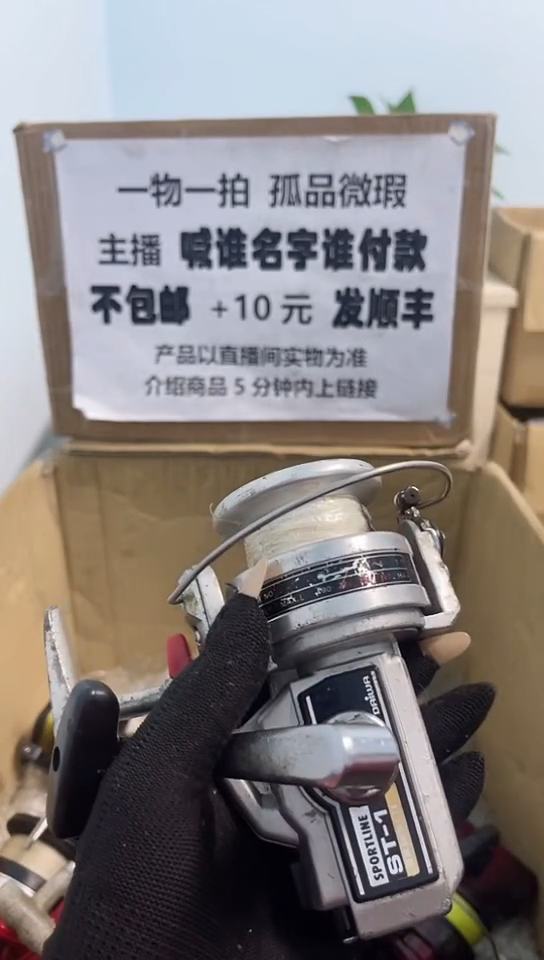 一物一拍 孤品微瑕
主播 喊谁名字谁付款
不包邮 +10元 发顺丰
产品以直播间实物为准
介绍商品5分钟内上链接
DAIWA
SPORTLINE
ST-1